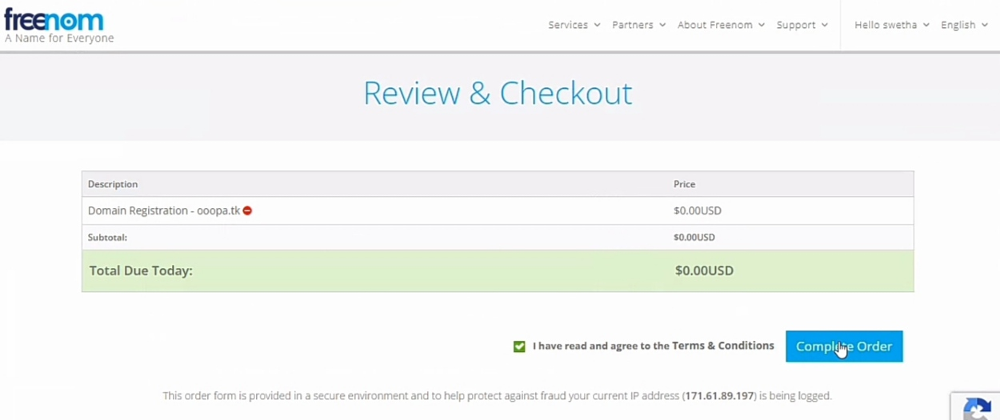 freenom
A Name for Everyone
Services Partners About Freenom Support Hello swetha English
Review & Checkout
Description Price
Domain Registration - ooopa.tk $0.00USD
Subtotal: $0.00USD
Total Due Today: $0.00USD
I have read and agree to the Terms & Conditions Complete Order
This order form is provided in a secure environment and to help protect against fraud your current IP address (171.61.89.197) is being logged.